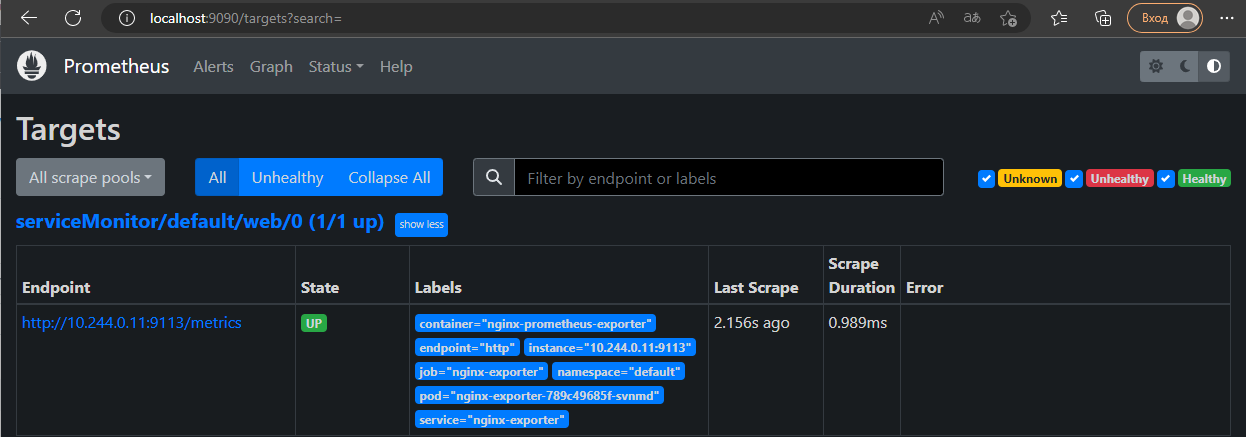 localhost:9090/targets?search=
Вход
Prometheus Alerts Graph Status Help
Targets
All scrape pools All Unhealthy Collapse All Filter by endpoint or labels Unknown Unhealthy Healthy
serviceMonitor/default/web/0 (1/1 up) show less
Endpoint State Labels Last Scrape Scrape Duration Error
http://10.244.0.11:9113/metrics UP container="nginx-prometheus-exporter" 2.156s ago 0.989ms
endpoint="http" instance="10.244.0.11:9113"
job="nginx-exporter" namespace="default"
pod="nginx-exporter-789c49685f-svnmd"
service="nginx-exporter"